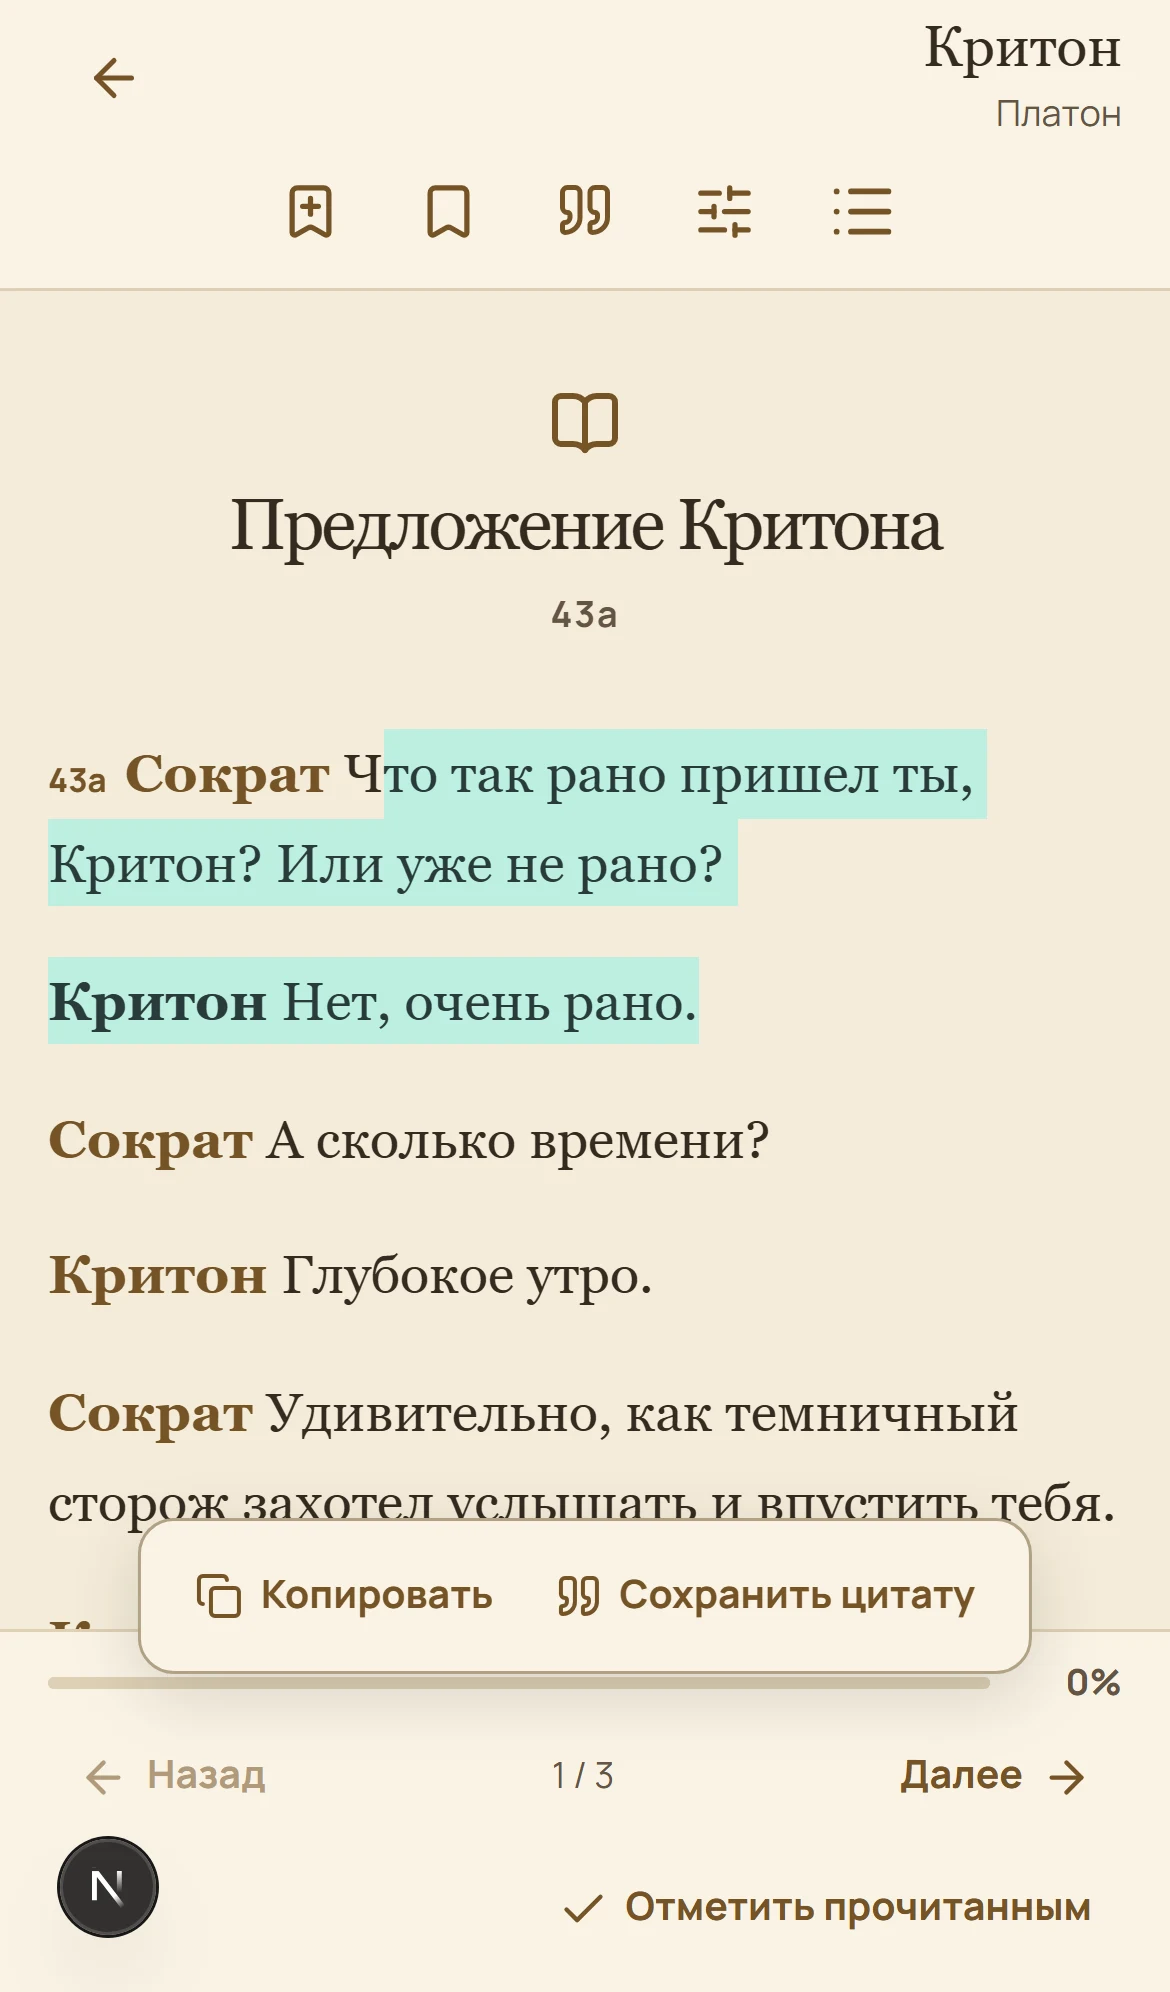 Критон
Платон
Предложение Критона
43a
43a Сократ Что так рано пришел ты,
Критон? Или уже не рано?
Критон Нет, очень рано.
Сократ А сколько времени?
Критон Глубокое утро.
Сократ Удивительно, как темничный
сторож захотел услышать и впустить тебя.
Копировать
Сохранить цитату
0%
Назад
1 / 3
Далее
N
Отметить прочитанным